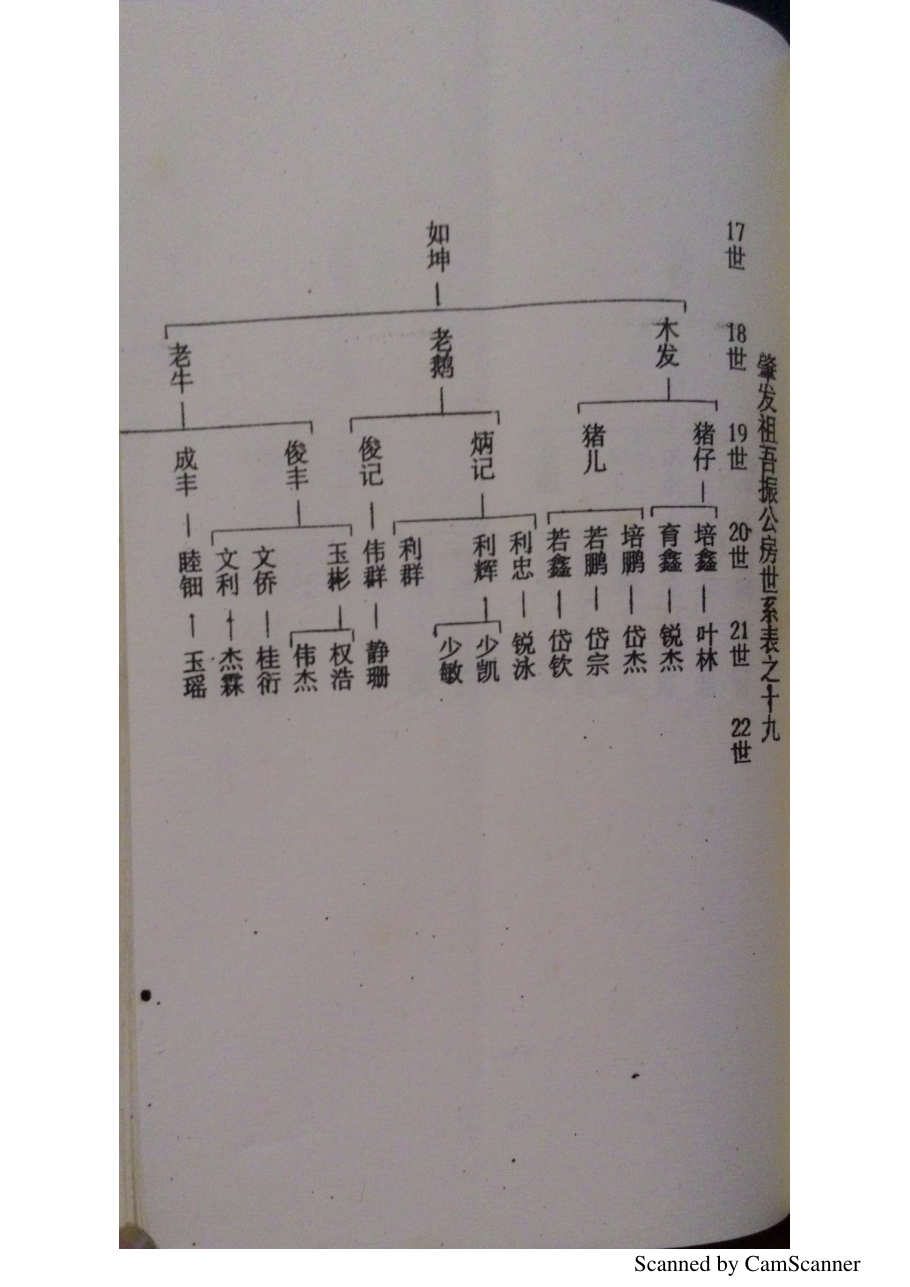 肇发祖吾振公房世系表之十九
17世
18世
19世
20世
21世
22世
如坤
木发
老鹅
老牛
猪仔
猪儿
炳记
俊记
俊丰
成丰
培鑫
育鑫
培鹏
若鹏
若鑫
利忠
利辉
利群
伟群
玉彬
文侨
文利
睦钿
叶林
锐杰
岱杰
岱宗
岱钦
锐泳
少凯
少敏
静珊
权浩
伟杰
桂衍
杰霖
玉瑶
Scanned by CamScanner